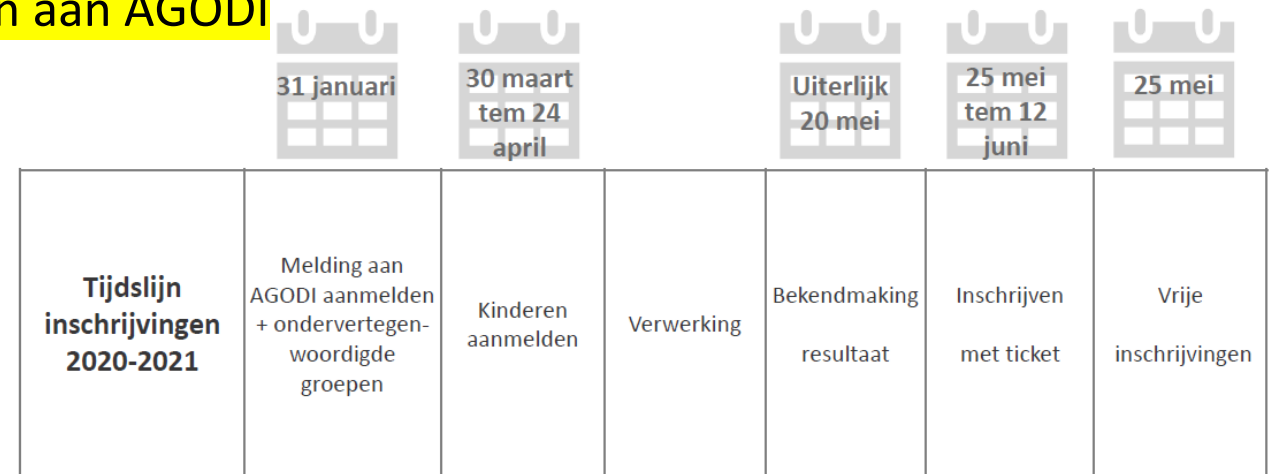 n aan AGODI
31 januari
30 maart
tem 24
april
Uiterlijk
20 mei
25 mei
tem 12
juni
25 mei
Tijdslijn
inschrijvingen
2020-2021
Melding aan
AGODI aanmelden
+ ondervertegen-
woordigde
groepen
Kinderen
aanmelden
Verwerking
Bekendmaking
resultaat
Inschrijven
met ticket
Vrije
inschrijvingen